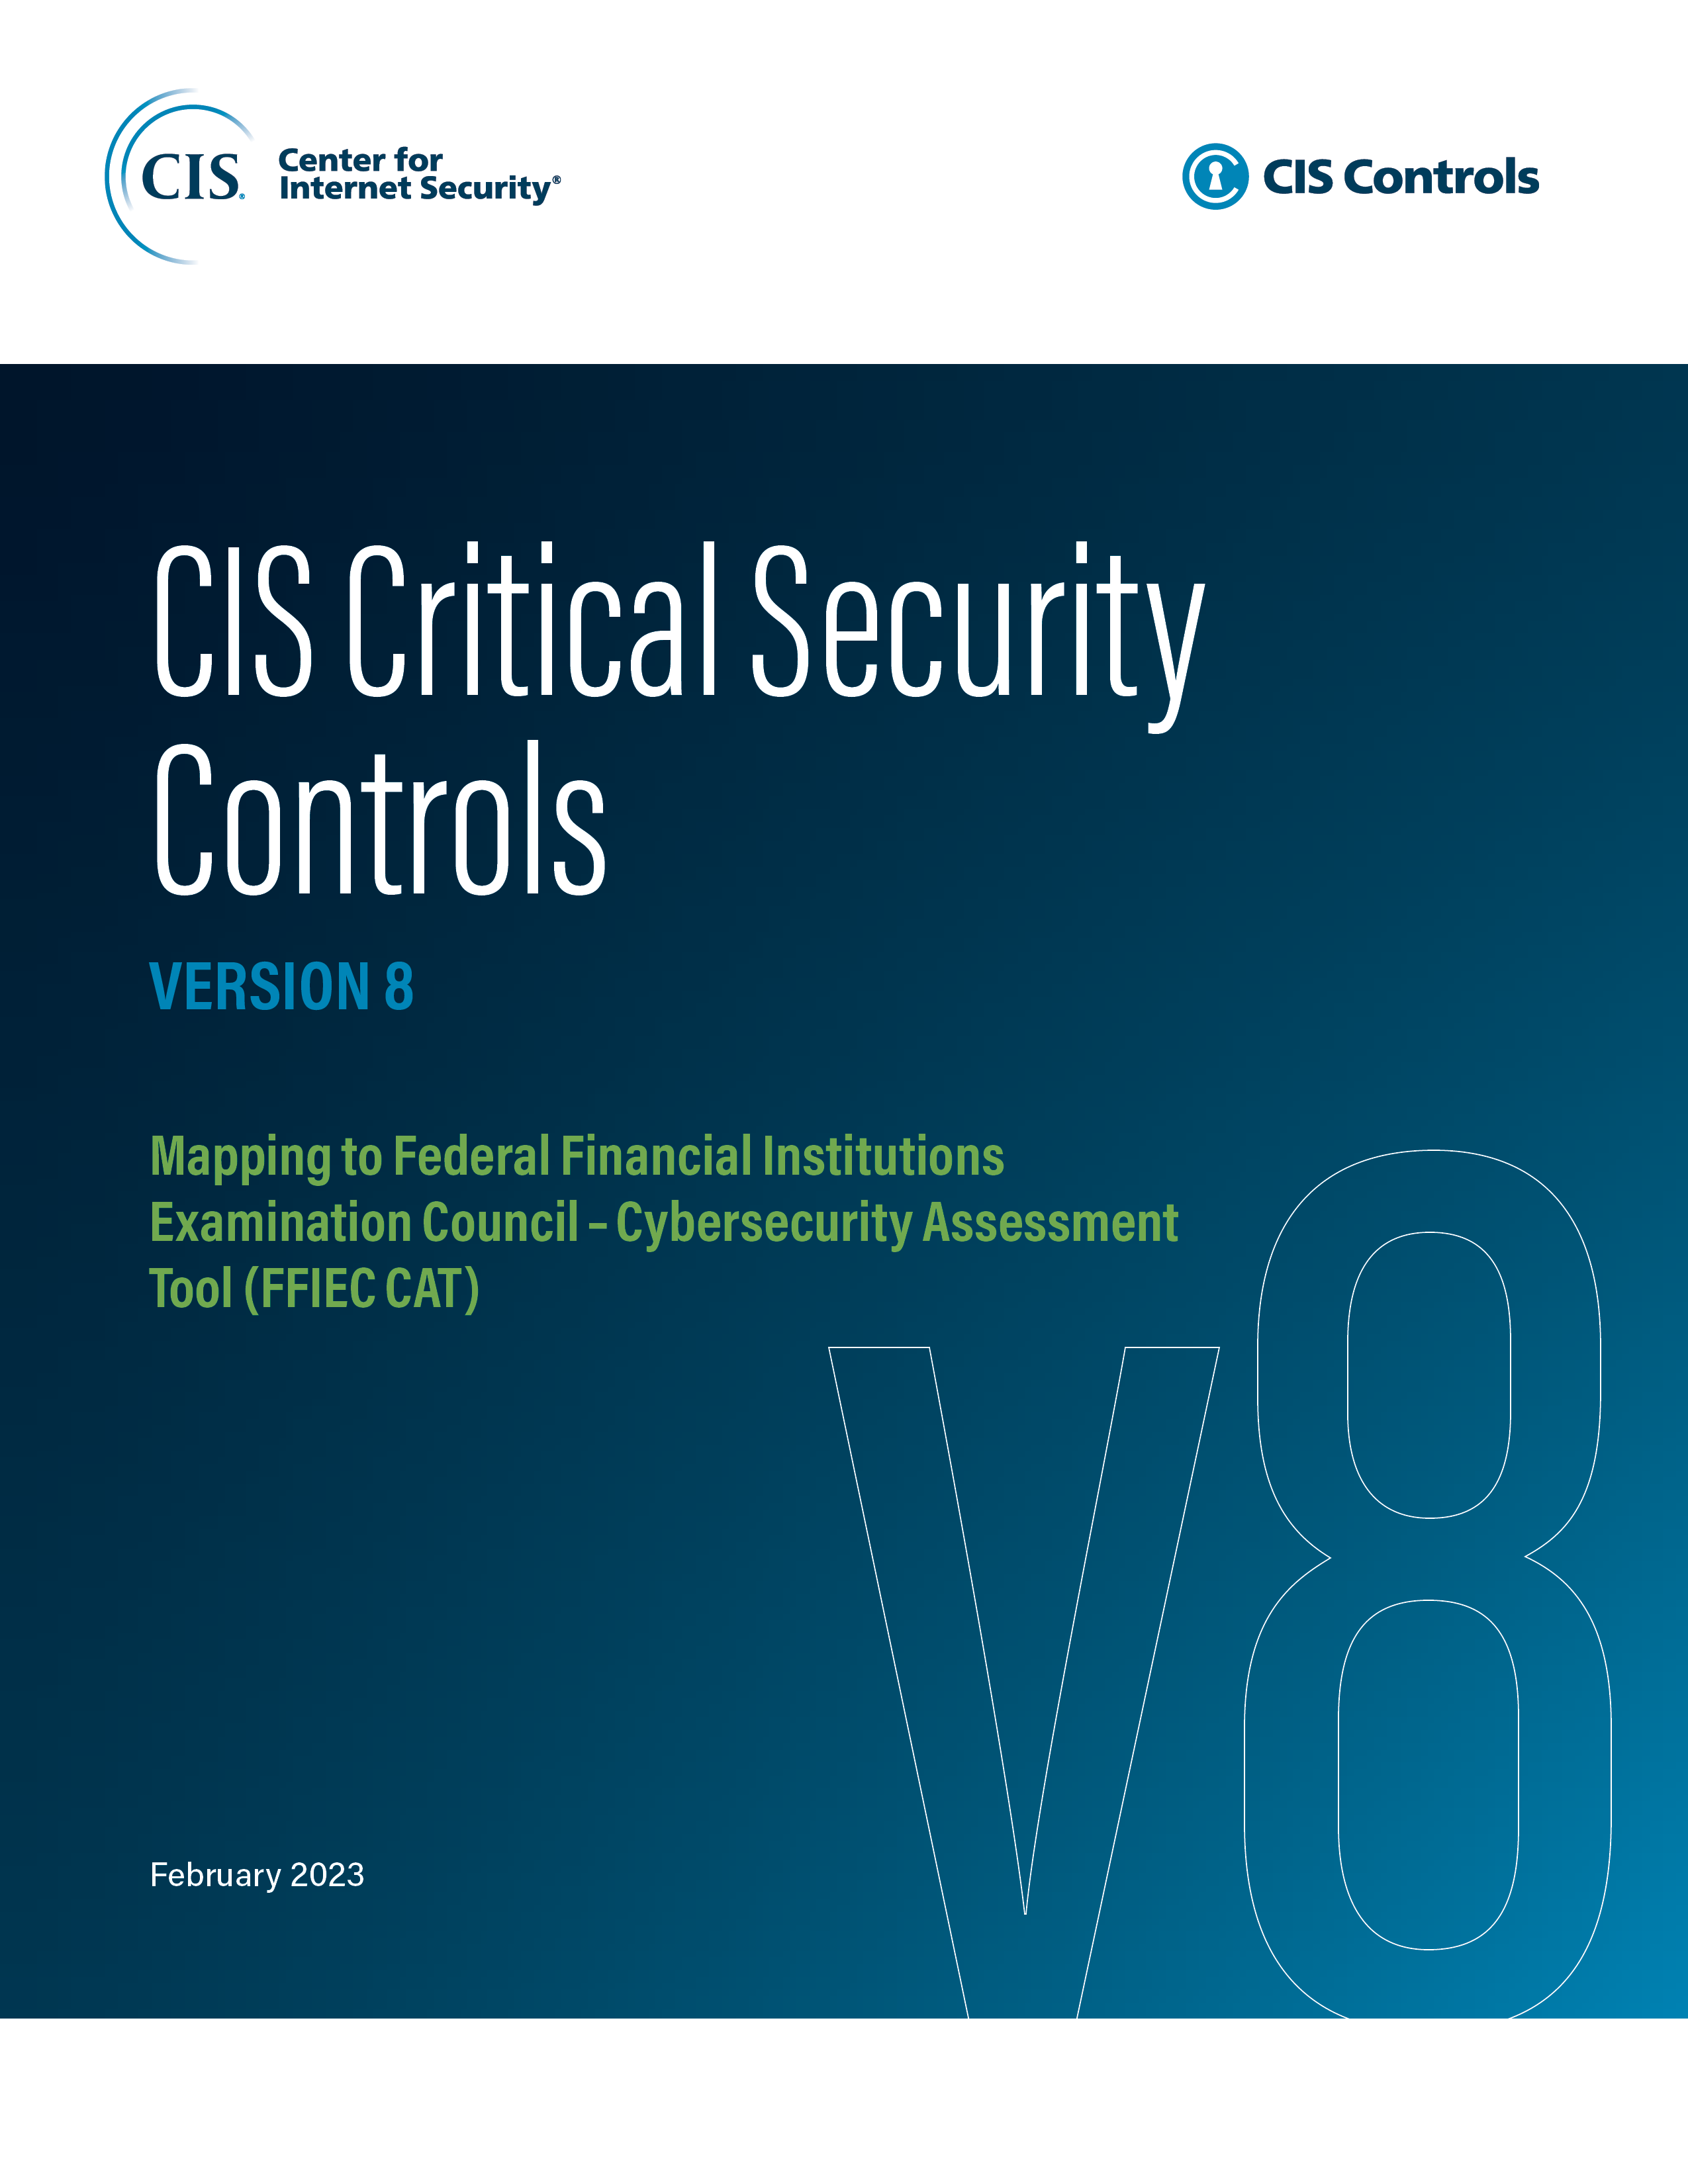 CIS®
Center for
Internet Security®
CIS Controls
CIS Critical Security
Controls
VERSION 8
Mapping to Federal Financial Institutions
Examination Council – Cybersecurity Assessment
Tool (FFIEC CAT)
V8
February 2023